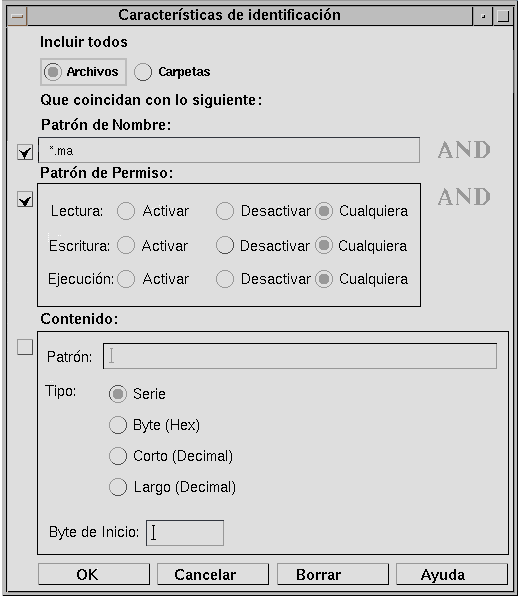 Características de identificación
Incluir todos
Archivos Carpetas
Que coincidan con lo siguiente:
Patrón de Nombre:
*.ma AND
Patrón de Permiso:
AND
Lectura: Activar Desactivar Cualquiera
Escritura: Activar Desactivar Cualquiera
Ejecución: Activar Desactivar Cualquiera
Contenido:
Patrón:
Tipo: Serie
Byte (Hex)
Corto (Decimal)
Largo (Decimal)
Byte de Inicio:
OK Cancelar Borrar Ayuda